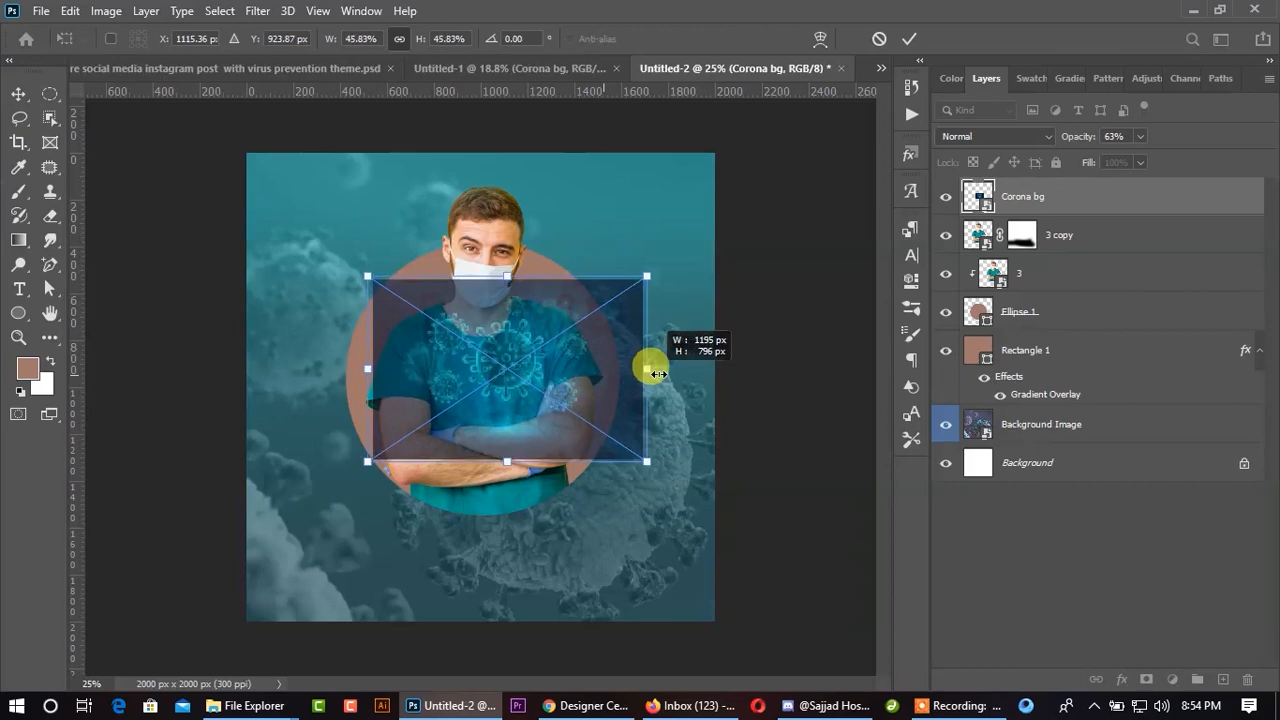 Ps File Edit Image Layer Type Select Filter 3D View Window Help
X: 1115.36 p Y: 923.87 px W: 45.83% H: 45.83% 0.00 ° Anti-alias
re social media instagram post with virus prevention theme.psd × Untitled-1 @ 18.8% (Corona bg, RGB/... × Untitled-2 @ 25% (Corona bg, RGB/8) * ×
Color Layers Swatch Gradie Patter Adjust Chann Paths
600 400 200 0 200 400 600 800 1000 1200 1400 1600 1800 2000 2200 2400 260
Kind
Normal Opacity: 63%
Lock: Fill: 100%
Corona bg
3 copy
3
Ellipse 1
Rectangle 1 fx
Effects
Gradient Overlay
Background Image
Background
W : 1195 px
H : 796 px
25% 2000 px x 2000 px (300 ppi)
File Explorer Untitled-2 @... Designer Ce... Inbox (123) -... @Sajjad Hos... Recording: ... 8:54 PM